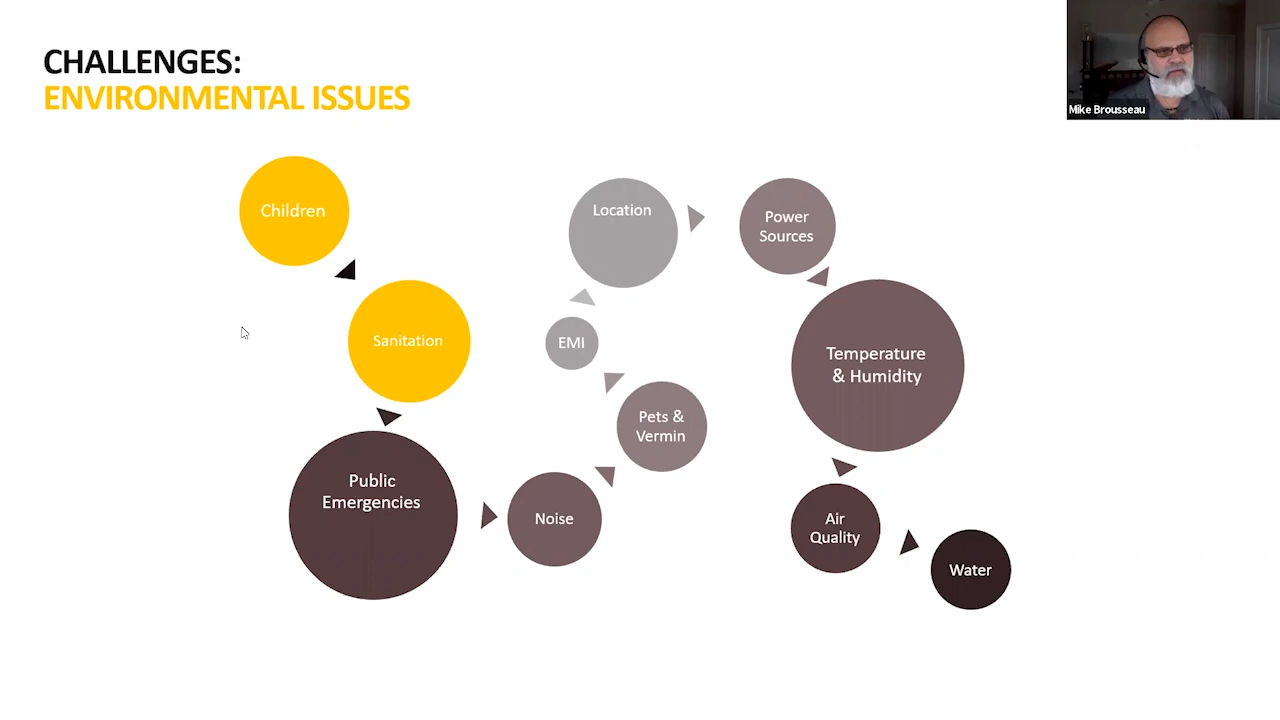 CHALLENGES:
ENVIRONMENTAL ISSUES
Mike Brousseau
Children
Sanitation
Public
Emergencies
Noise
Pets &
Vermin
EMI
Location
Power
Sources
Temperature
& Humidity
Air
Quality
Water